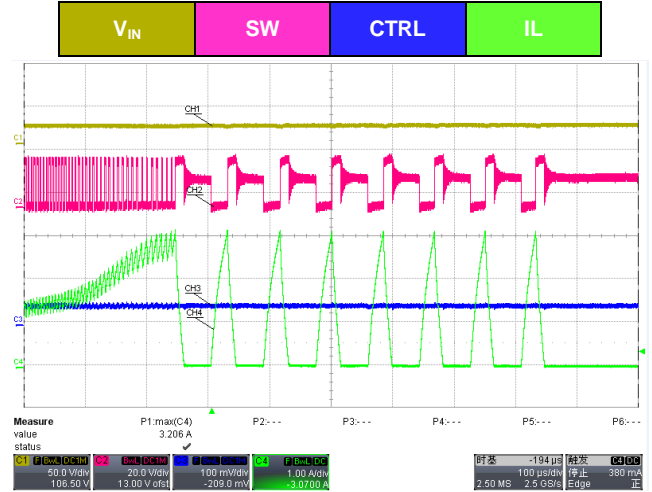 VIN SW CTRL IL
CH1
C1
CH2
C2
CH3
C3
CH4
C4
Measure P1:max(C4) P2:- - - P3:- - - P4:- - - P5:- - - P6:- - -
value 3.206 A
status
C1 F BwL DC1M C2 BwL DC1M C4 F BwL DC 时基 -194 µs 触发 C4 DC
50.0 V/div 20.0 V/div 100 mV/div 1.00 A/div 100 µs/div 停止 380 mA
106.50 V 13.00 V ofst -209.0 mV -3.0700 A 2.50 MS 2.5 GS/s Edge 正